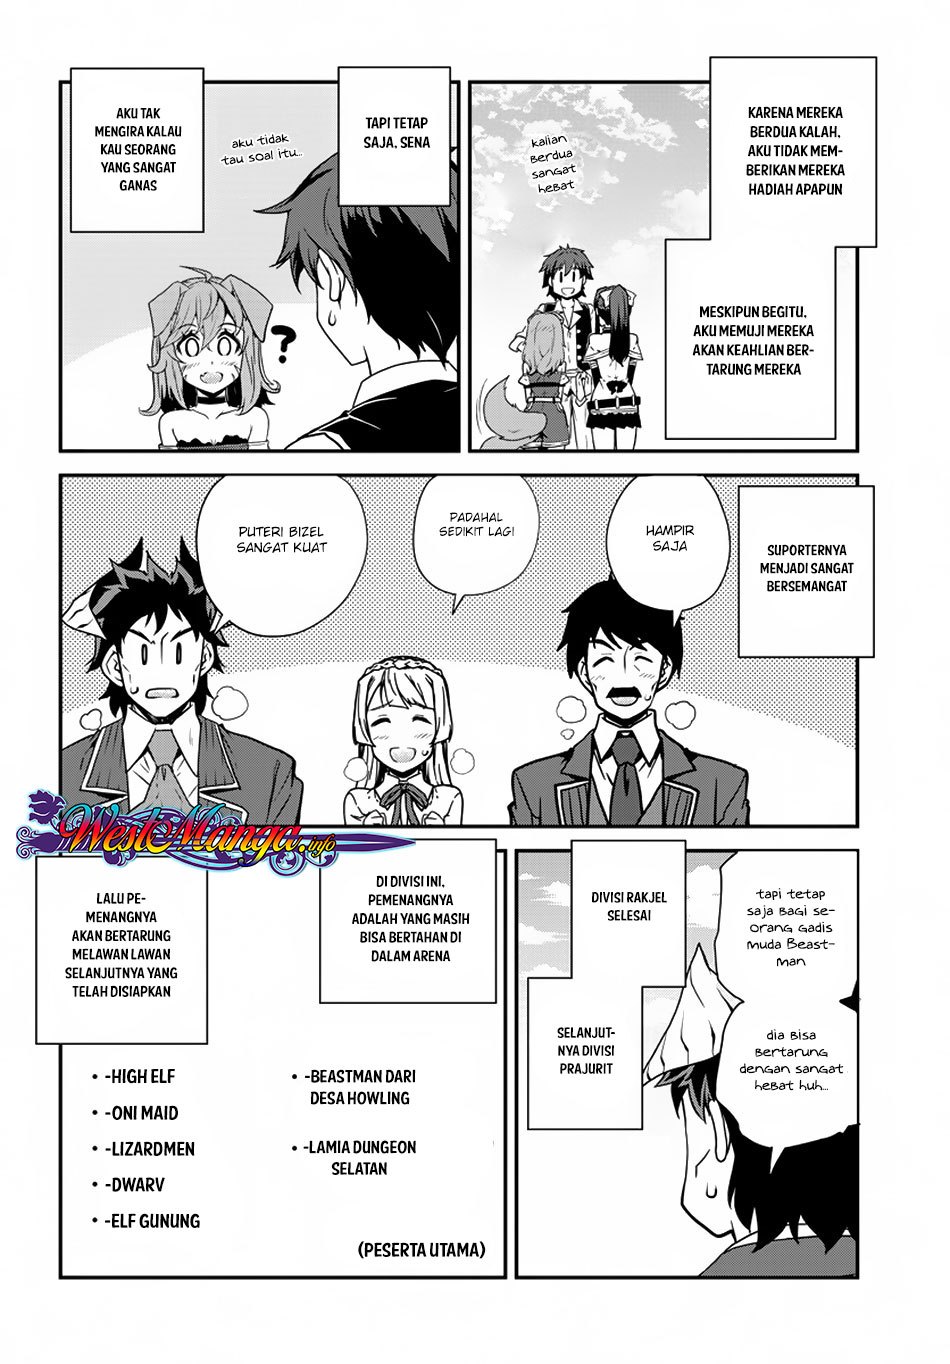 KARENA MEREKA
BERDUA KALAH,
AKU TIDAK MEM-
BERIKAN MEREKA
HADIAH APAPUN
MESKIPUN BEGITU,
AKU MEMUJI MEREKA
AKAN KEAHLIAN BER-
TARUNG MEREKA
kalian
berdua
sangat
hebat
TAPI TETAP
SAJA, SENA
aku tidak
tau soal itu...
AKU TAK
MENGIRA KALAU
KAU SEORANG
YANG SANGAT
GANAS
?
SUPORTERNYA
MENJADI SANGAT
BERSEMANGAT
HAMPIR
SAJA
PADAHAL
SEDIKIT LAGI
PUTERI BIZEL
SANGAT KUAT
WestManga.info
tapi tetap
saja bagi se-
orang gadis
muda Beast-
man
dia bisa
bertarung
dengan sangat
hebat huh...
DIVISI RAKJEL
SELESAI
SELANJUT-
NYA DIVISI
PRAJURIT
DI DIVISI INI,
PEMENANGNYA
ADALAH YANG MASIH
BISA BERTAHAN DI
DALAM ARENA
LALU PE-
MENANGNYA
AKAN BERTARUNG
MELAWAN LAWAN
SELANJUTNYA YANG
TELAH DISIAPKAN
• -HIGH ELF
• -ONI MAID
• -LIZARDMEN
• -DWARV
• -ELF GUNUNG
• -BEASTMAN DARI
DESA HOWLING
• -LAMIA DUNGEON
SELATAN
(PESERTA UTAMA)